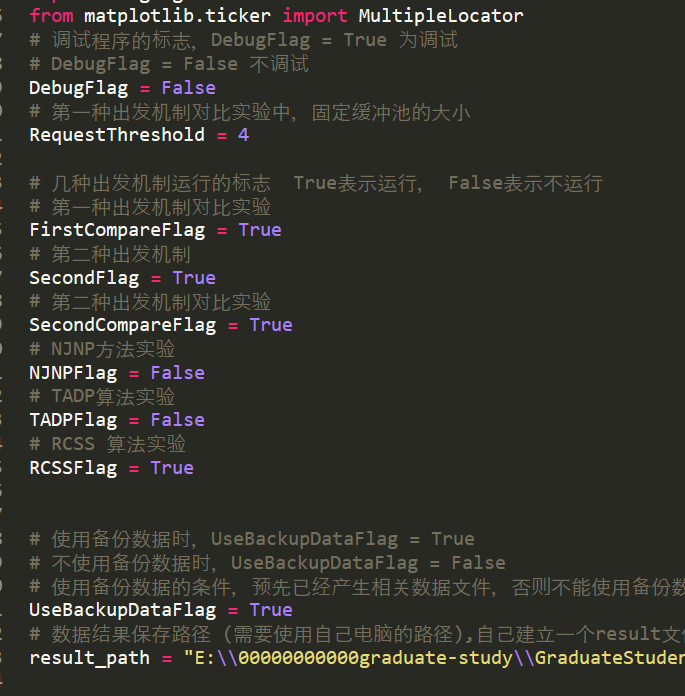 from matplotlib.ticker import MultipleLocator
# 调试程序的标志, DebugFlag = True 为调试
# DebugFlag = False 不调试
DebugFlag = False
# 第一种出发机制对比实验中, 固定缓冲池的大小
RequestThreshold = 4
# 几种出发机制运行的标志  True表示运行,  False表示不运行
# 第一种出发机制对比实验
FirstCompareFlag = True
# 第二种出发机制
SecondFlag = True
# 第二种出发机制对比实验
SecondCompareFlag = True
# NJNP方法实验
NJNPFlag = False
# TADP算法实验
TADPFlag = False
# RCSS 算法实验
RCSSFlag = True
# 使用备份数据时, UseBackupDataFlag = True
# 不使用备份数据时, UseBackupDataFlag = False
# 使用备份数据的条件, 预先已经产生相关数据文件, 否则不能使用备份数
UseBackupDataFlag = True
# 数据结果保存路径 (需要使用自己电脑的路径),自己建立一个result文
result_path = "E:\\00000000000graduate-study\\GraduateStuden